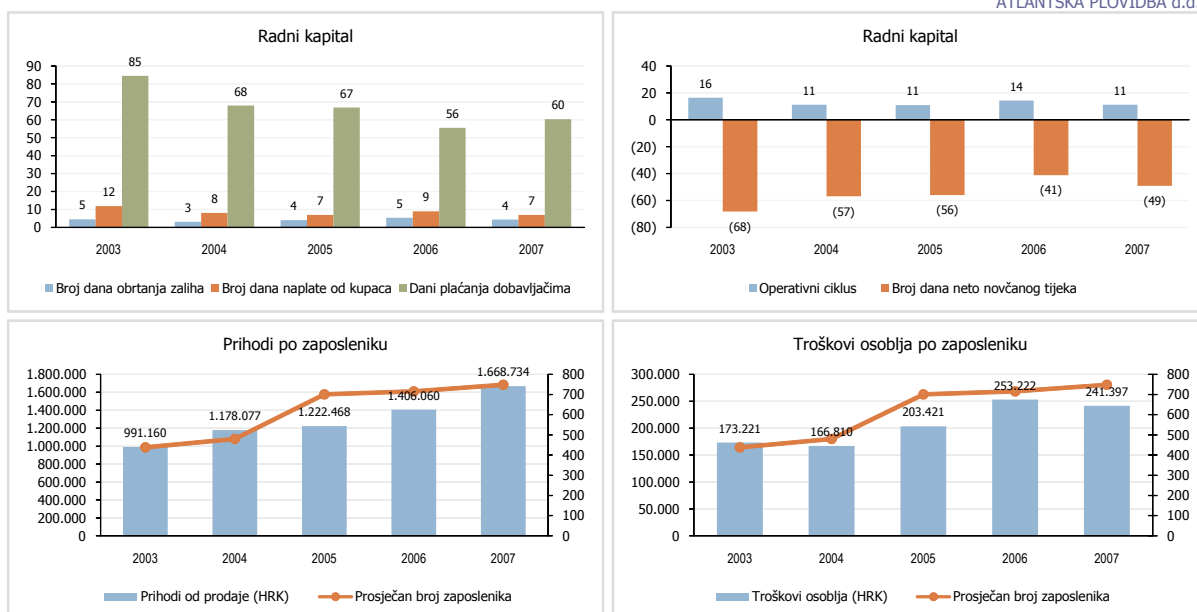 ATLANTSKA PLOVIDBA d.d.
Radni kapital
90
80
70
60
50
40
30
20
10
0
5 12 85
3 8 68
4 7 67
5 9 56
4 7 60
2003 2004 2005 2006 2007
Broj dana obrtanja zaliha Broj dana naplate od kupaca Dani plaćanja dobavljačima
Radni kapital
40
20
0
(20)
(40)
(60)
(80)
16 11 11 14 11
(68) (57) (56) (41) (49)
2003 2004 2005 2006 2007
Operativni ciklus Broj dana neto novčanog tijeka
Prihodi po zaposleniku
1.800.000
1.600.000
1.400.000
1.200.000
1.000.000
800.000
600.000
400.000
200.000
0
991.160 1.178.077 1.222.468 1.406.060 1.668.734
800
700
600
500
400
300
200
100
0
2003 2004 2005 2006 2007
Prihodi od prodaje (HRK) Prosječan broj zaposlenika
Troškovi osoblja po zaposleniku
300.000
250.000
200.000
150.000
100.000
50.000
0
173.221 166.810 203.421 253.222 241.397
800
700
600
500
400
300
200
100
0
2003 2004 2005 2006 2007
Troškovi osoblja (HRK) Prosječan broj zaposlenika